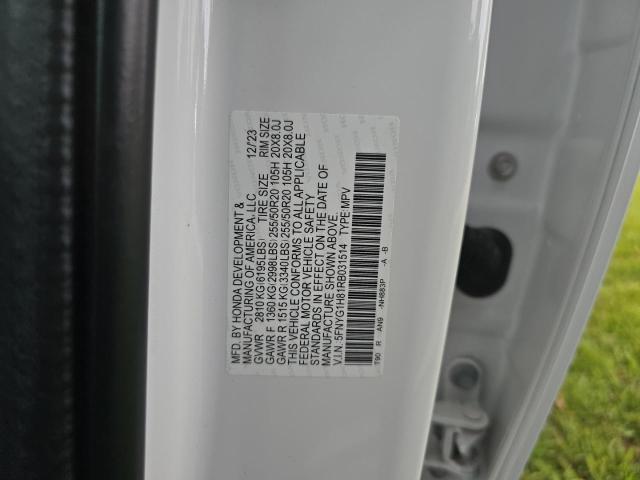 MFD. BY HONDA DEVELOPMENT & 12/23
MANUFACTURING OF AMERICA, LLC TIRE SIZE RIM SIZE
GVWR 2810 KG(6195LBS)
GAWR F 1360 KG(2998LBS)255/50R20 105H 20X8.0J
GAWR R 1515 KG(3340LBS)255/50R20 105H 20X8.0J
THIS VEHICLE CONFORMS TO ALL APPLICABLE
FEDERAL MOTOR VEHICLE SAFETY
STANDARDS IN EFFECT ON THE DATE OF
MANUFACTURE SHOWN ABOVE.
V.I.N. 5FNYG1H81RB031514 TYPE MPV
T90 R AN9 -NH883P -A -B